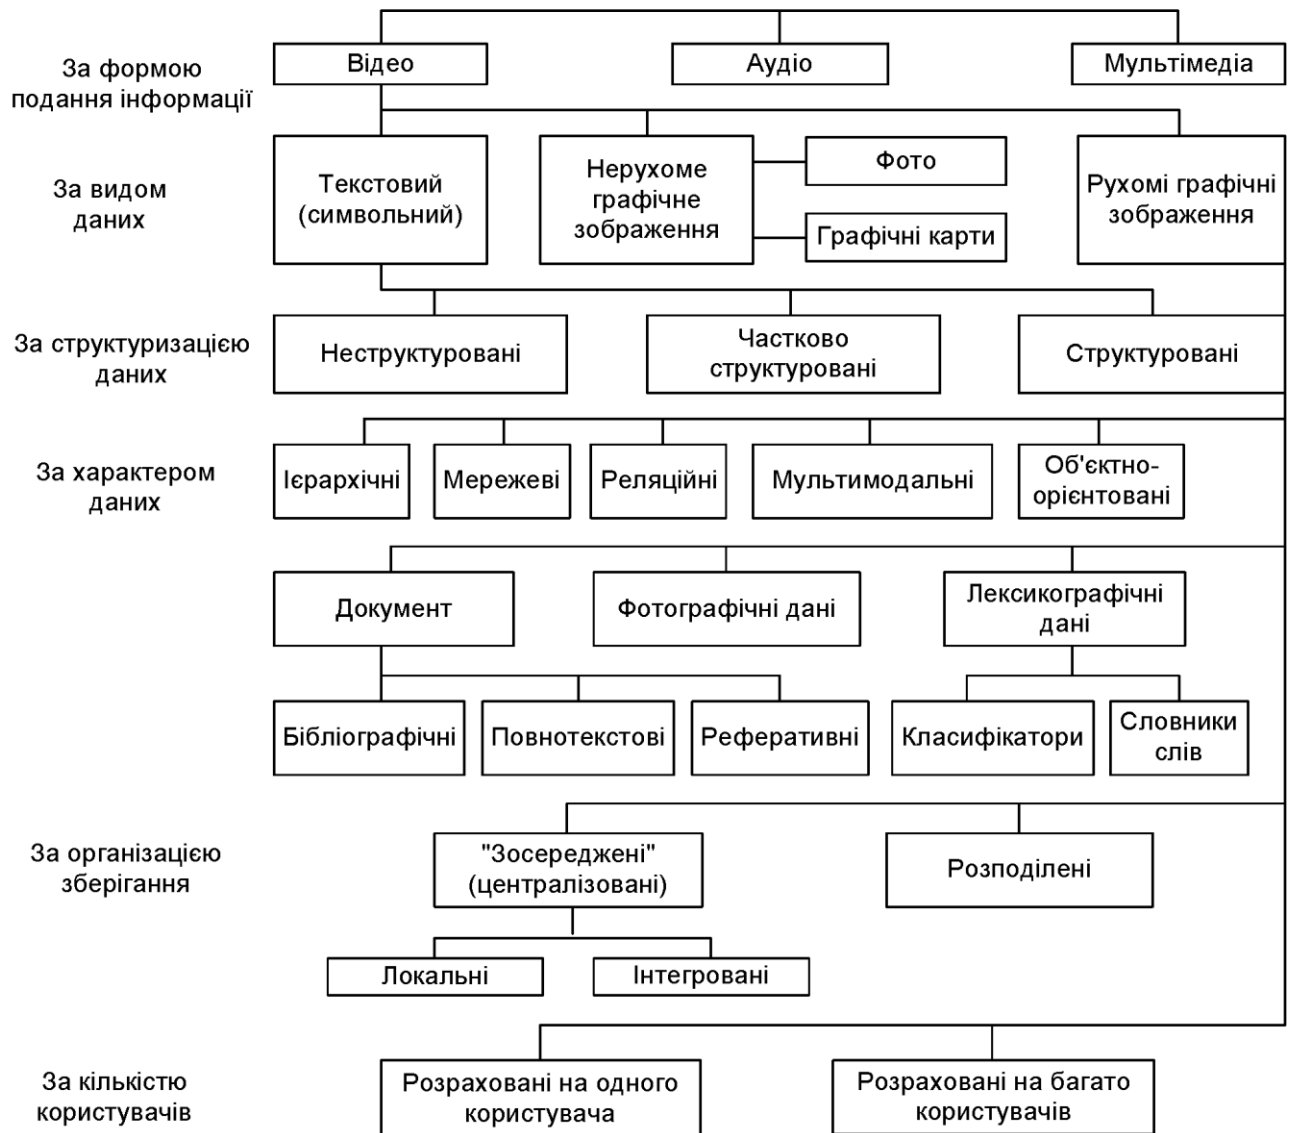 За формою
подання інформації
Відео
Аудіо
Мультімедіа
За видом
даних
Текстовий
(символьний)
Нерухоме
графічне
зображення
Фото
Графічні карти
Рухомі графічні
зображення
За структуризацією
даних
Неструктуровані
Частково
структуровані
Структуровані
За характером
даних
Ієрархічні
Мережеві
Реляційні
Мультимодальні
Об'єктно-
орієнтовані
Документ
Фотографічні дані
Лексикографічні
дані
Бібліографічні
Повнотекстові
Реферативні
Класифікатори
Словники
слів
За організацією
зберігання
"Зосереджені"
(централізовані)
Розподілені
Локальні
Інтегровані
За кількістю
користувачів
Розраховані на одного
користувача
Розраховані на багато
користувачів